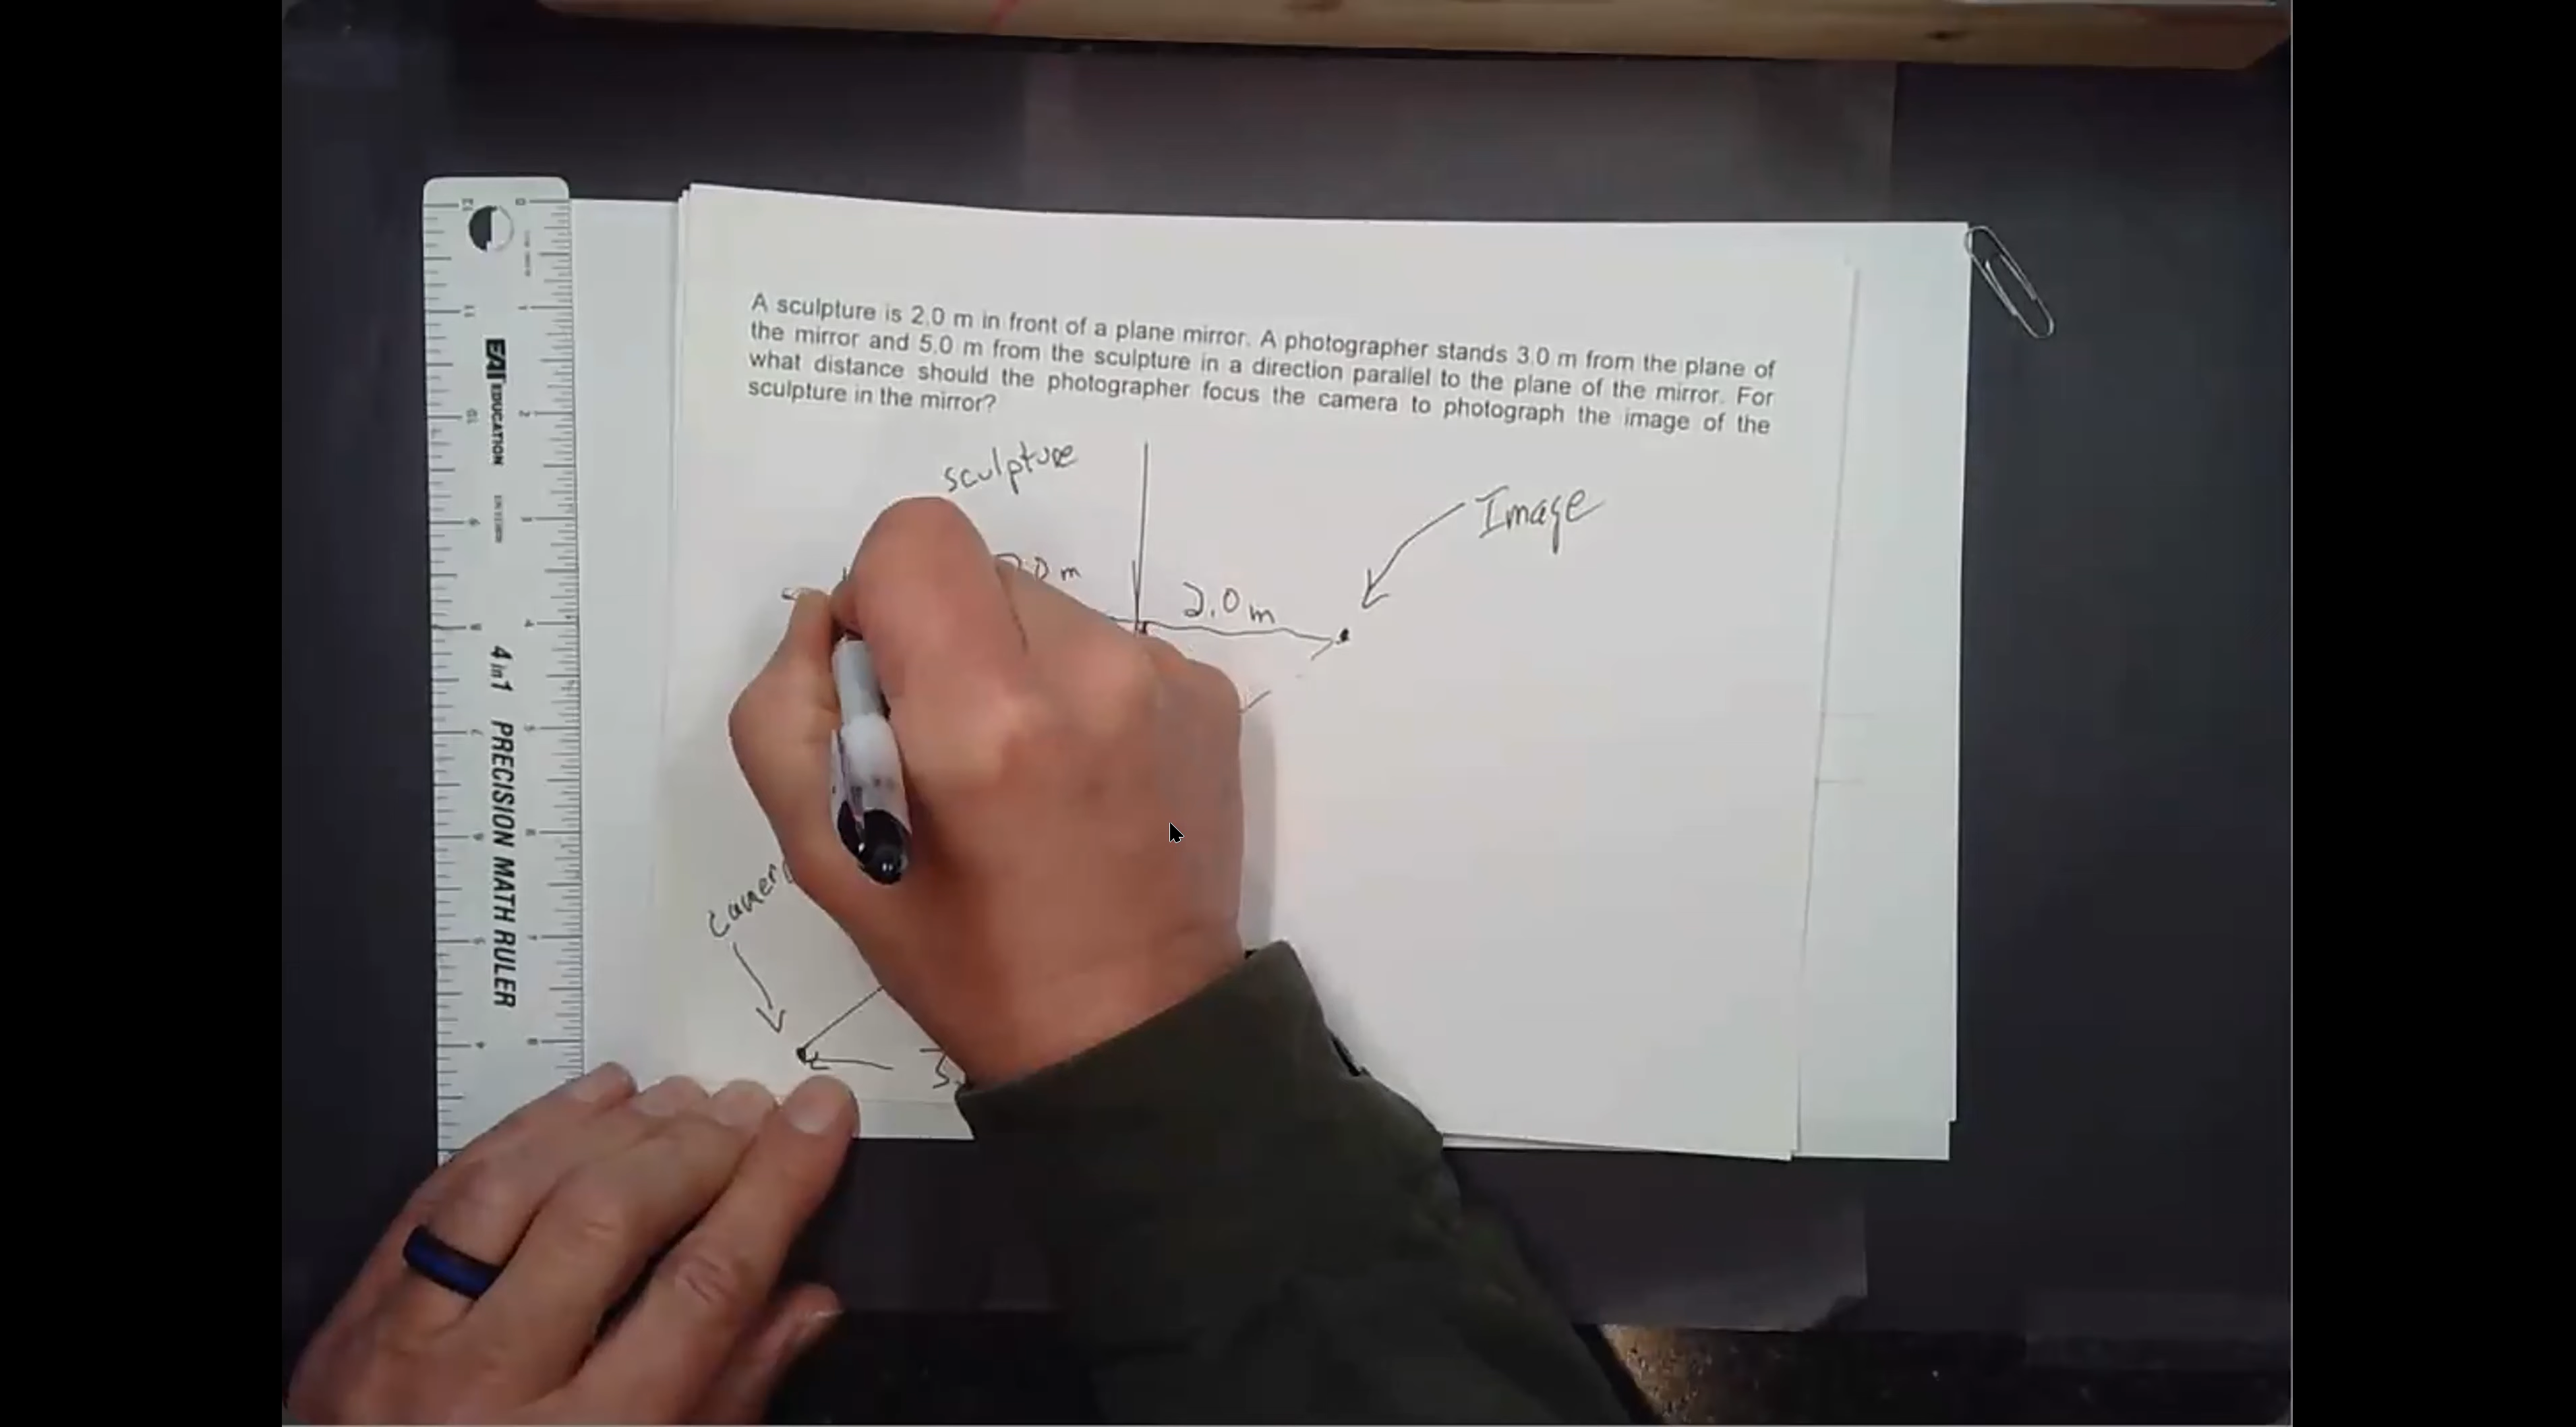 A sculpture is 2.0 m in front of a plane mirror. A photographer stands 3.0 m from the plane of
the mirror and 5.0 m from the sculpture in a direction parallel to the plane of the mirror. For
what distance should the photographer focus the camera to photograph the image of the
sculpture in the mirror?
sculpture
Image
2.0 m
EAI EDUCATION
4 in 1 PRECISION MATH RULER